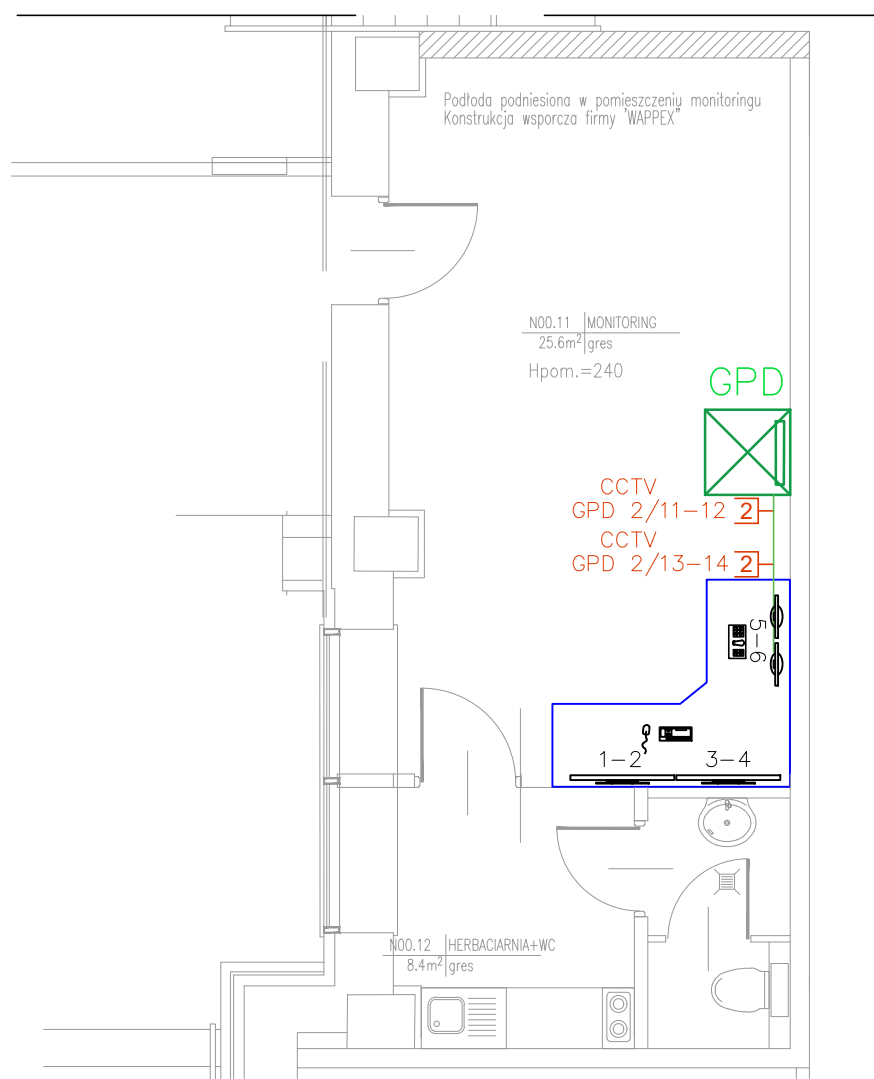 Podłoda podniesiona w pomieszczeniu monitoringu
Konstrukcja wsporcza firmy 'WAPPEX"
N00.11 MONITORING
25.6m² gres
Hpom.=240
GPD
CCTV
GPD 2/11-12 2
CCTV
GPD 2/13-14 2
5-6
1-2 3-4
N00.12 HERBACIARNIA+WC
8.4m² gres